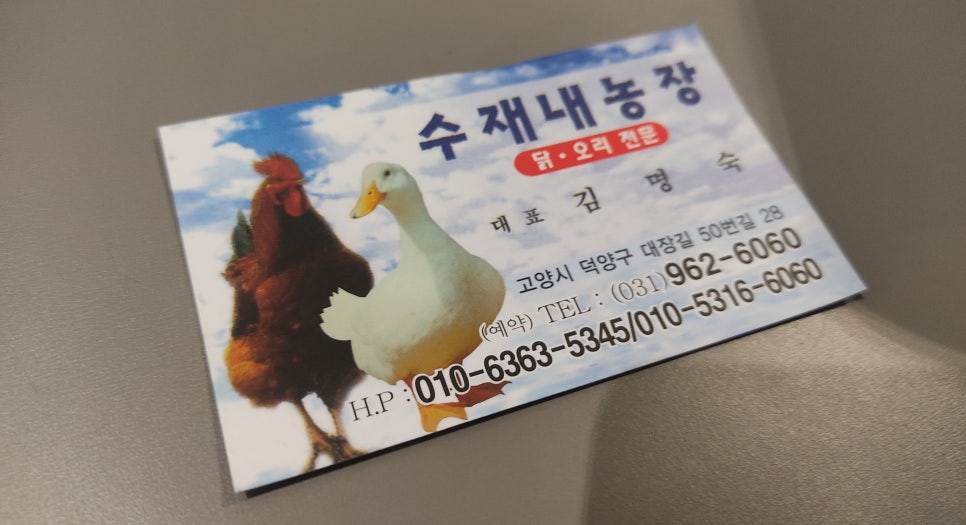 수재내농장
닭·오리 전문
대표 김명숙
고양시 덕양구 대장길 50번길 28
(예약) TEL : (031)962-6060
H.P : 010-6363-5345/010-5316-6060